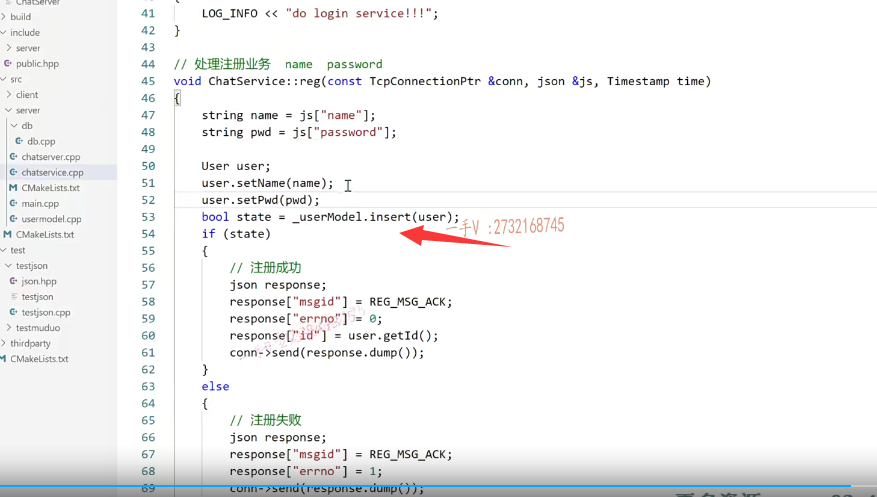 ChatServer
build
include
server
public.hpp
src
client
server
db
db.cpp
chatserver.cpp
chatservice.cpp
CMakeLists.txt
main.cpp
usermodel.cpp
CMakeLists.txt
test
testjson
json.hpp
testjson
testjson.cpp
testmuduo
thirdparty
CMakeLists.txt
41 LOG_INFO << "do login service!!!";
42 }
43
44 // 处理注册业务 name password
45 void ChatService::reg(const TcpConnectionPtr &conn, json &js, Timestamp time)
46 {
47 string name = js["name"];
48 string pwd = js["password"];
49
50 User user;
51 user.setName(name);
52 user.setPwd(pwd);
53 bool state = _userModel.insert(user);
54 if (state)
55 {
56 // 注册成功
57 json response;
58 response["msgid"] = REG_MSG_ACK;
59 response["errno"] = 0;
60 response["id"] = user.getId();
61 conn->send(response.dump());
62 }
63 else
64 {
65 // 注册失败
66 json response;
67 response["msgid"] = REG_MSG_ACK;
68 response["errno"] = 1;
69 conn->send(response.dump());
一手V :2732168745